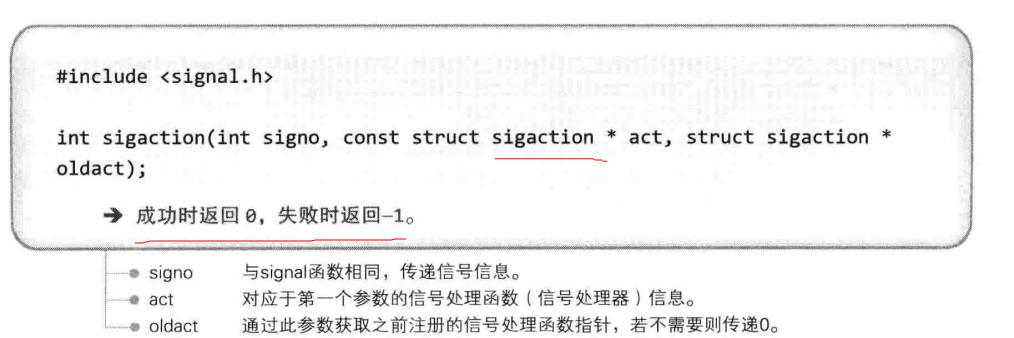 #include <signal.h>
int sigaction(int signo, const struct sigaction * act, struct sigaction *
oldact);
➔ 成功时返回 0，失败时返回–1。
signo 与signal函数相同，传递信号信息。
act 对应于第一个参数的信号处理函数（信号处理器）信息。
oldact 通过此参数获取之前注册的信号处理函数指针，若不需要则传递0。